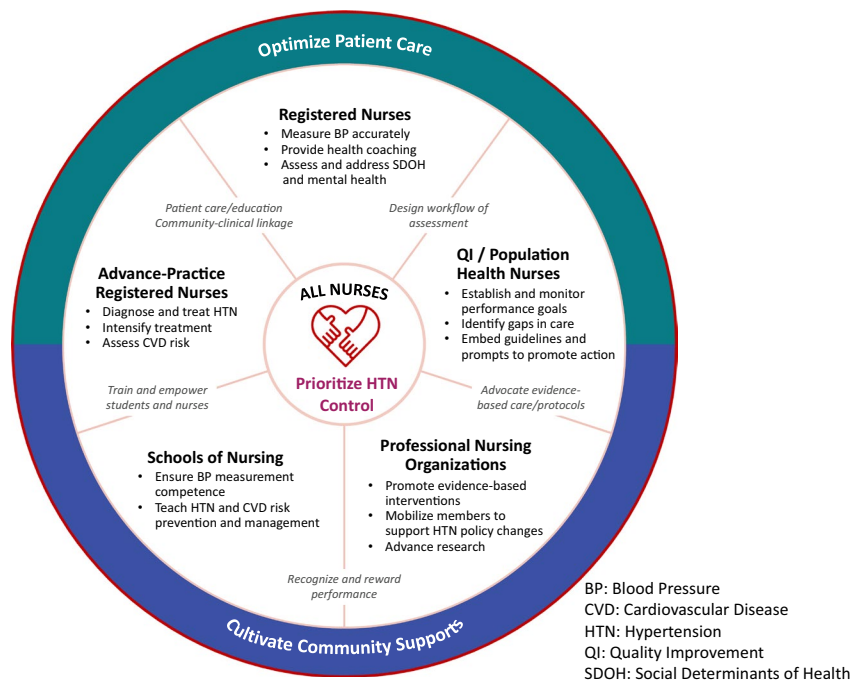 Optimize Patient Care
Registered Nurses
• Measure BP accurately
• Provide health coaching
• Assess and address SDOH
and mental health
Patient care/education
Community-clinical linkage
Design workflow of
assessment
Advance-Practice
Registered Nurses
• Diagnose and treat HTN
• Intensify treatment
• Assess CVD risk
QI / Population
Health Nurses
• Establish and monitor
performance goals
• Identify gaps in care
• Embed guidelines and
prompts to promote action
ALL NURSES
Prioritize HTN
Control
Train and empower
students and nurses
Advocate evidence-
based care/protocols
Schools of Nursing
• Ensure BP measurement
competence
• Teach HTN and CVD risk
prevention and management
Professional Nursing
Organizations
• Promote evidence-based
interventions
• Mobilize members to
support HTN policy changes
• Advance research
Recognize and reward
performance
Cultivate Community Supports
BP: Blood Pressure
CVD: Cardiovascular Disease
HTN: Hypertension
QI: Quality Improvement
SDOH: Social Determinants of Health